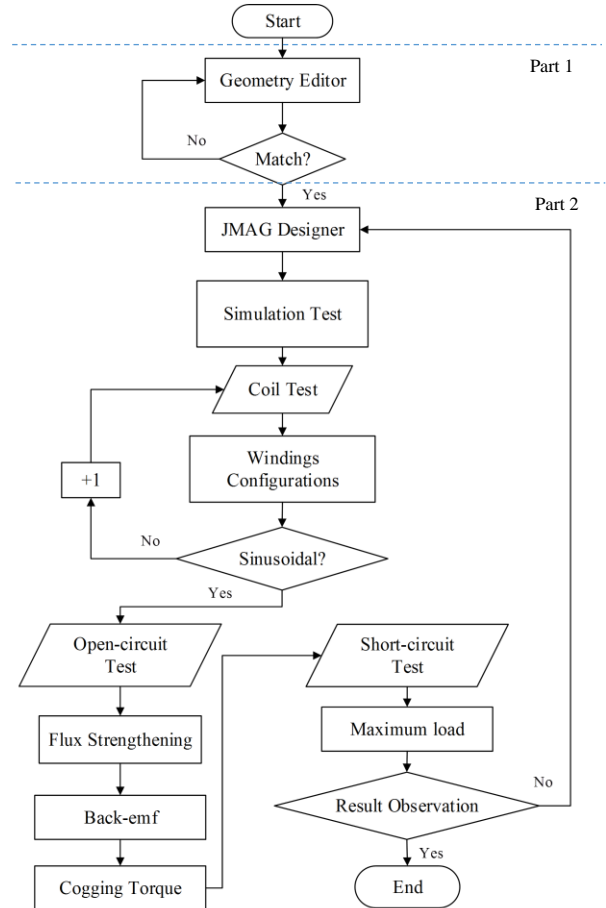 Start
Part 1
Geometry Editor
No
Match?
Yes
Part 2
JMAG Designer
Simulation Test
Coil Test
Windings
Configurations
+1
No
Sinusoidal?
Yes
Open-circuit
Test
Flux Strengthening
Back-emf
Cogging Torque
Short-circuit
Test
Maximum load
No
Result Observation
Yes
End